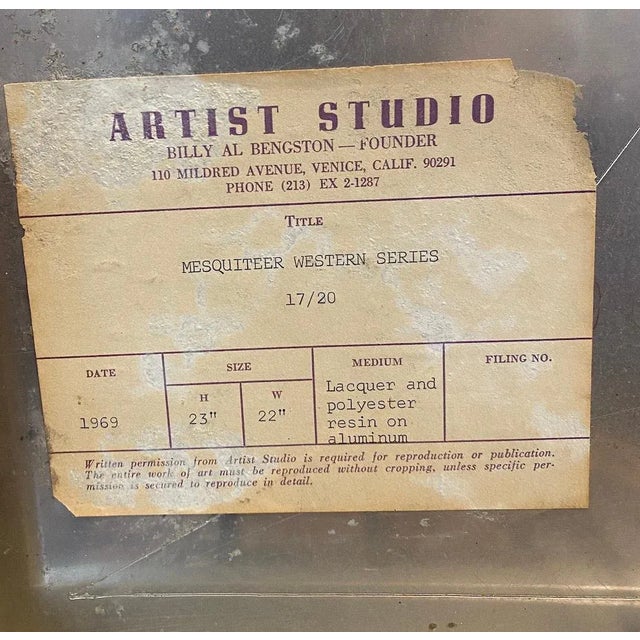 ARTIST STUDIO
BILLY AL BENGSTON — FOUNDER
110 MILDRED AVENUE, VENICE, CALIF. 90291
PHONE (213) EX 2-1287
TITLE
MESQUITEER WESTERN SERIES
17/20
DATE
1969
SIZE
H
23"
W
22"
MEDIUM
Lacquer and
polyester
resin on
aluminum
FILING NO.
Written permission from Artist Studio is required for reproduction or publication.
The entire work of art must be reproduced without cropping, unless specific per-
mission is secured to reproduce in detail.